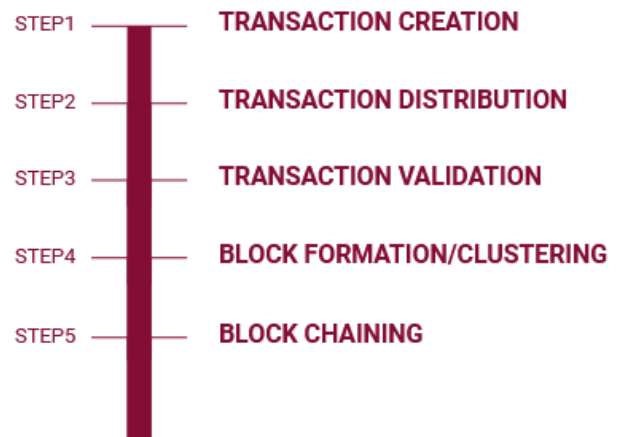 STEP1 TRANSACTION CREATION
STEP2 TRANSACTION DISTRIBUTION
STEP3 TRANSACTION VALIDATION
STEP4 BLOCK FORMATION/CLUSTERING
STEP5 BLOCK CHAINING